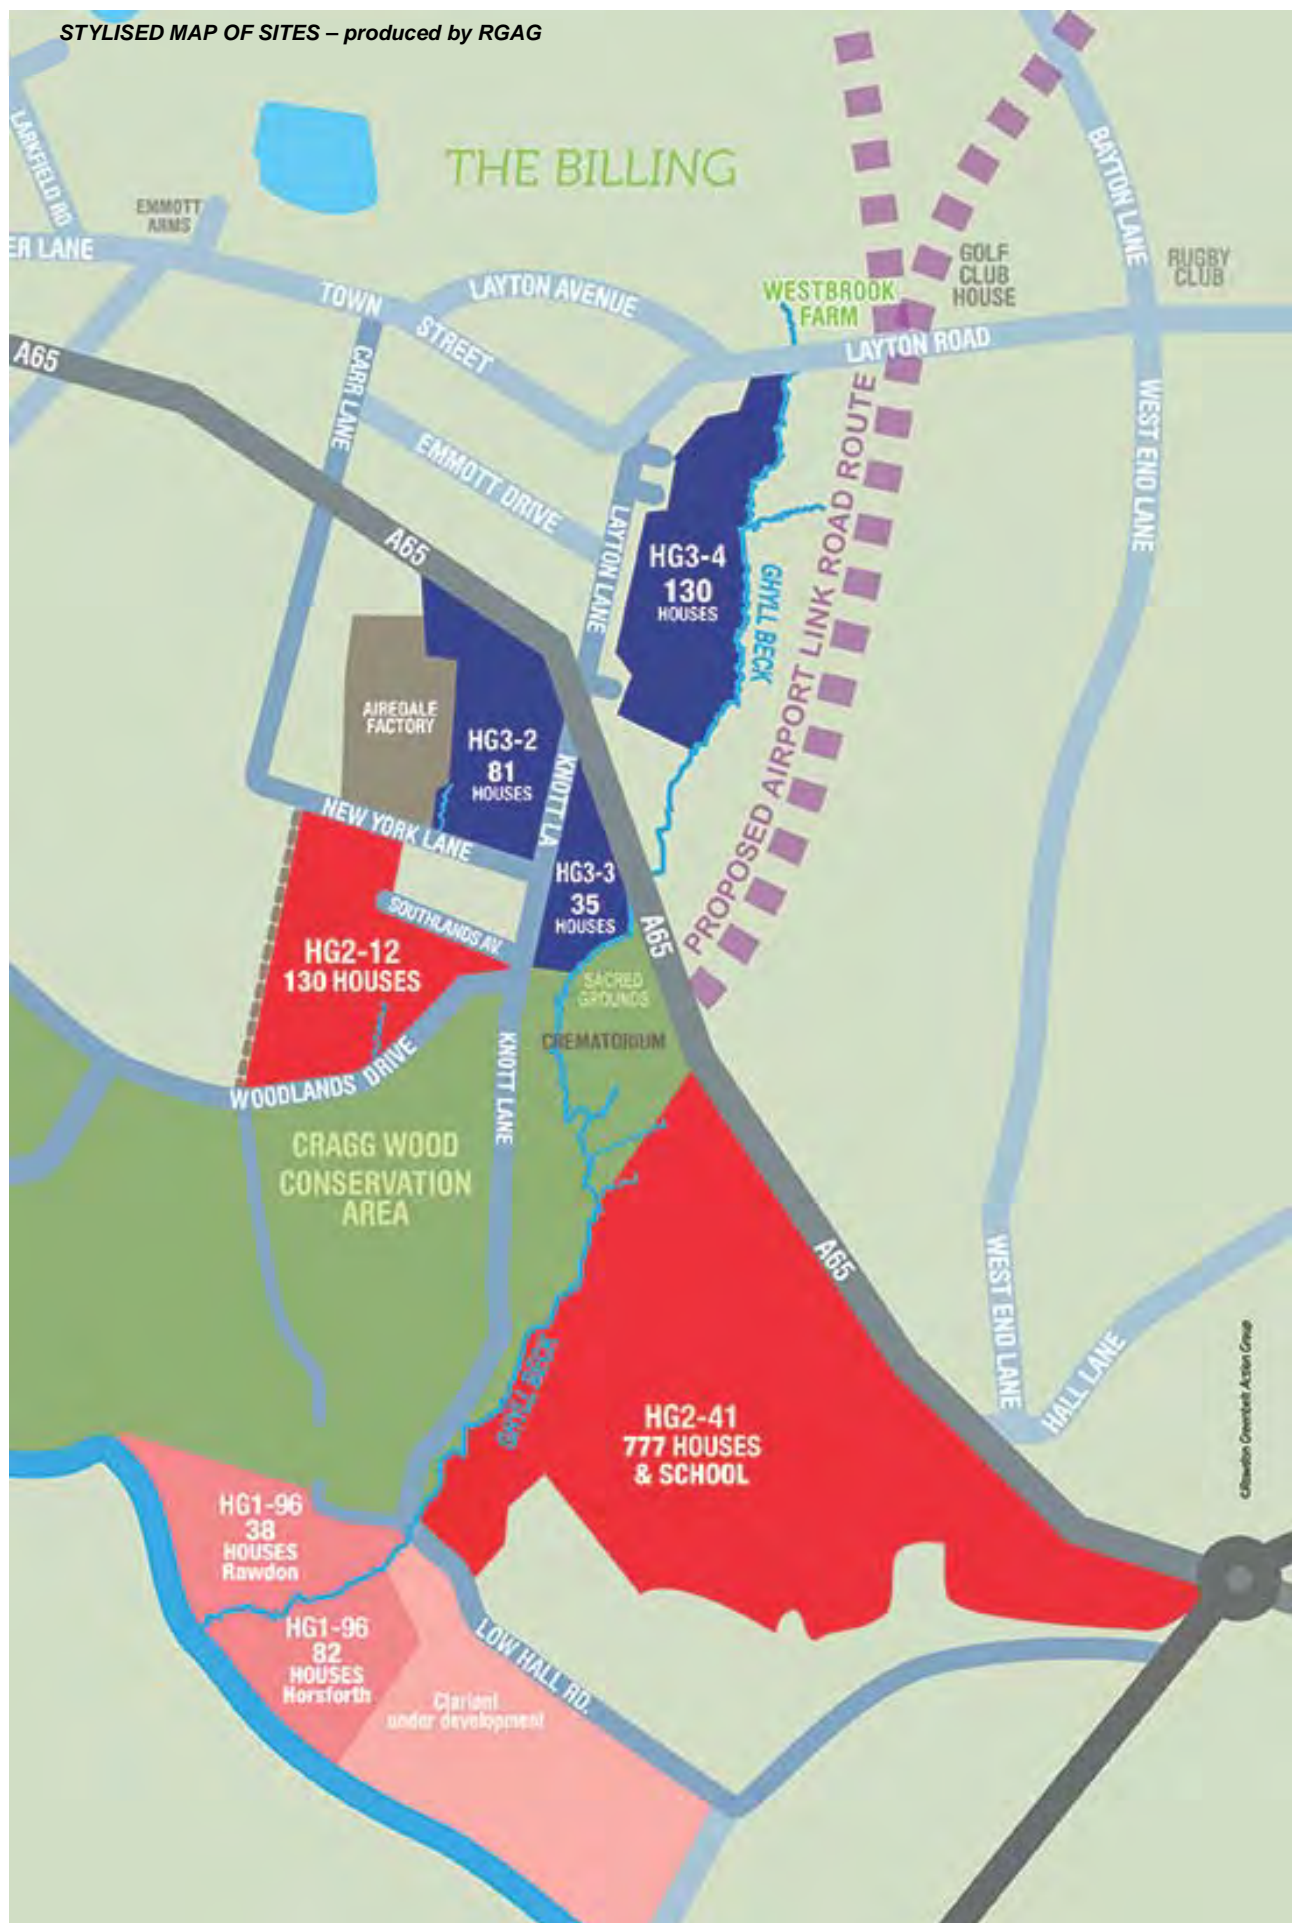 STYLISED MAP OF SITES – produced by RGAG
THE BILLING
LARKFIELD RD
EMMOTT
ARMS
ER LANE
BAYTON LANE
GOLF
CLUB
HOUSE
RUGBY
CLUB
TOWN
STREET
LAYTON AVENUE
WESTBROOK
FARM
LAYTON ROAD
A65
CARR LANE
EMMOTT DRIVE
WEST END LANE
A65
LAYTON LANE
HG3-4
130
HOUSES
GHYLL BECK
PROPOSED AIRPORT LINK ROAD ROUTE
AIREDALE
FACTORY
HG3-2
81
HOUSES
KNOTT LA
NEW YORK LANE
HG3-3
35
HOUSES
SOUTHLANDS AV.
A65
HG2-12
130 HOUSES
SACRED
GROUNDS
CREMATORIUM
WOODLANDS DRIVE
KNOTT LANE
CRAGG WOOD
CONSERVATION
AREA
A65
WEST END LANE
HALL LANE
GHYLL BECK
HG2-41
777 HOUSES
& SCHOOL
©Rawdon Greenbelt Action Group
HG1-96
38
HOUSES
Rawdon
HG1-96
82
HOUSES
Horsforth
LOW HALL RD.
Clariant
under development